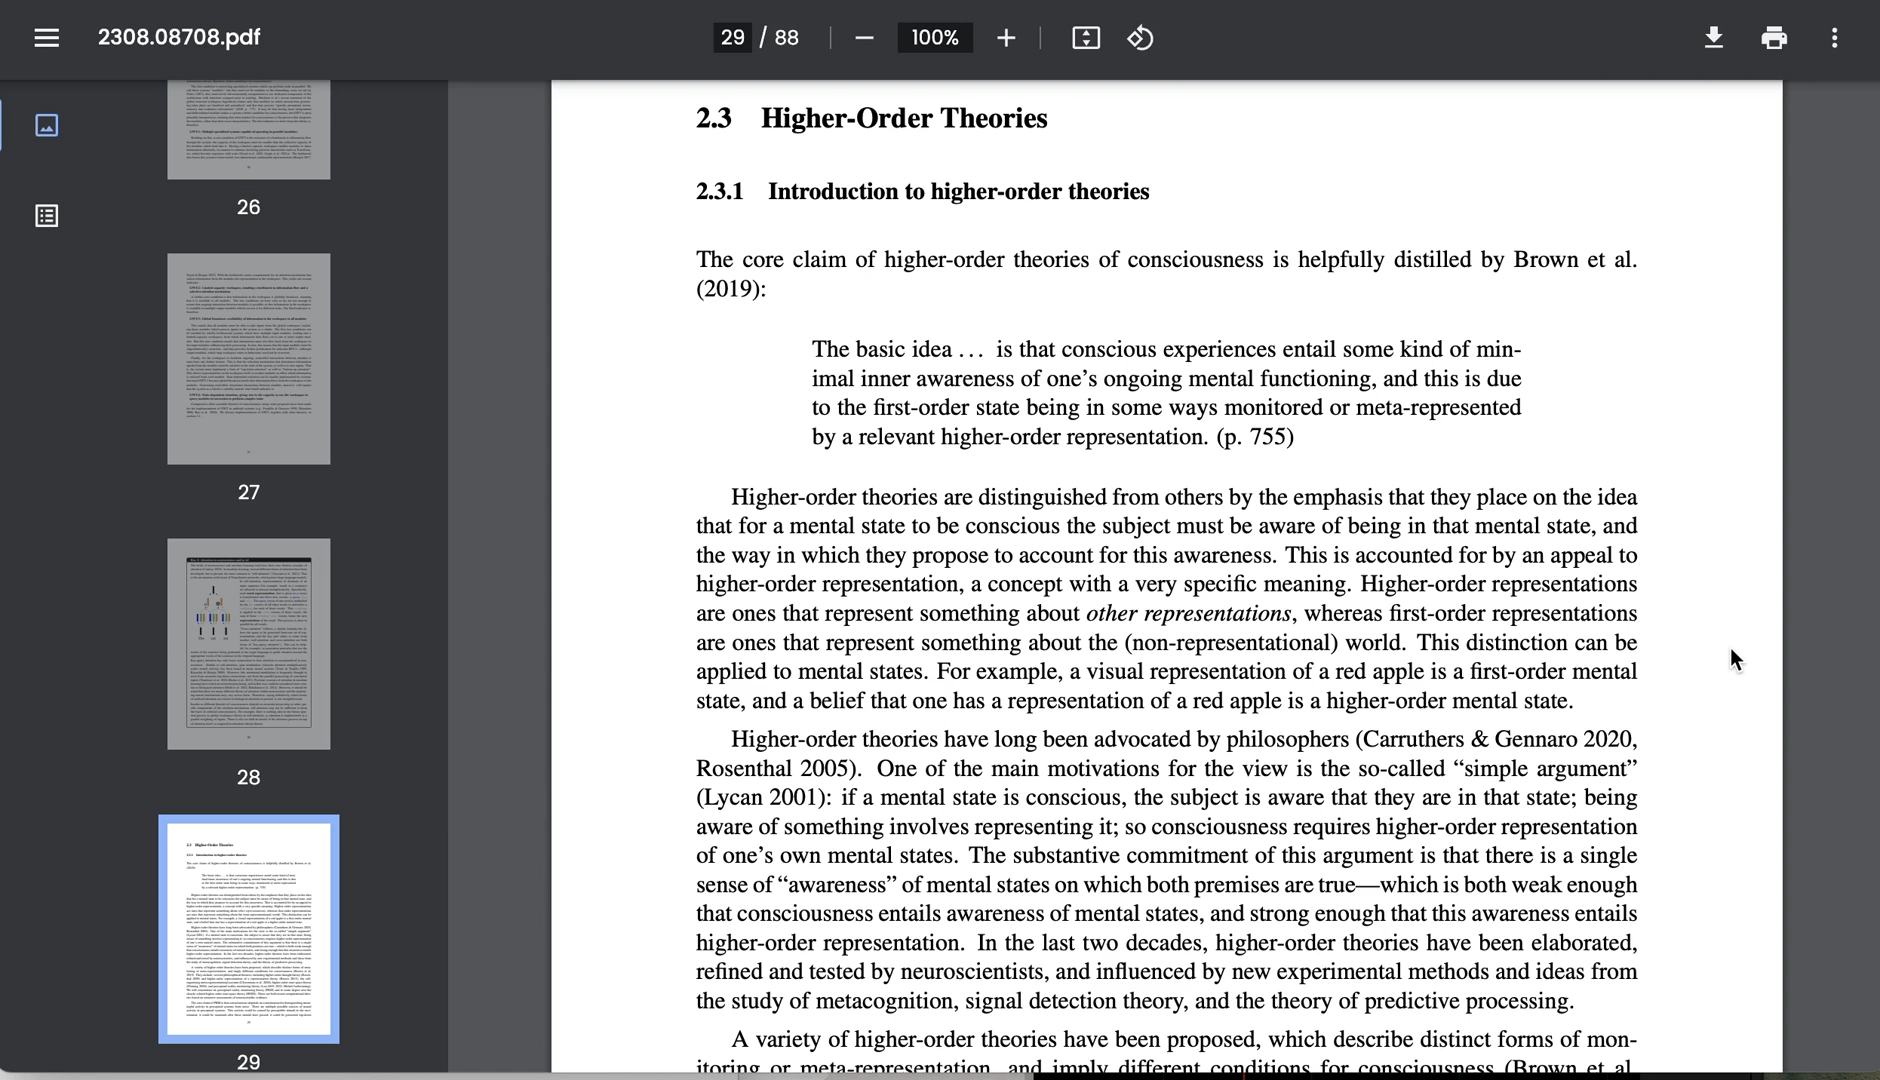 2308.08708.pdf
29 / 88
100%
26
27
28
29
2.3 Higher-Order Theories
2.3.1 Introduction to higher-order theories
The core claim of higher-order theories of consciousness is helpfully distilled by Brown et al.
(2019):
The basic idea ... is that conscious experiences entail some kind of min-
imal inner awareness of one's ongoing mental functioning, and this is due
to the first-order state being in some ways monitored or meta-represented
by a relevant higher-order representation. (p. 755)
Higher-order theories are distinguished from others by the emphasis that they place on the idea
that for a mental state to be conscious the subject must be aware of being in that mental state, and
the way in which they propose to account for this awareness. This is accounted for by an appeal to
higher-order representation, a concept with a very specific meaning. Higher-order representations
are ones that represent something about other representations, whereas first-order representations
are ones that represent something about the (non-representational) world. This distinction can be
applied to mental states. For example, a visual representation of a red apple is a first-order mental
state, and a belief that one has a representation of a red apple is a higher-order mental state.
Higher-order theories have long been advocated by philosophers (Carruthers & Gennaro 2020,
Rosenthal 2005). One of the main motivations for the view is the so-called “simple argument”
(Lycan 2001): if a mental state is conscious, the subject is aware that they are in that state; being
aware of something involves representing it; so consciousness requires higher-order representation
of one's own mental states. The substantive commitment of this argument is that there is a single
sense of “awareness” of mental states on which both premises are true—which is both weak enough
that consciousness entails awareness of mental states, and strong enough that this awareness entails
higher-order representation. In the last two decades, higher-order theories have been elaborated,
refined and tested by neuroscientists, and influenced by new experimental methods and ideas from
the study of metacognition, signal detection theory, and the theory of predictive processing.
A variety of higher-order theories have been proposed, which describe distinct forms of mon-
itoring or meta-representation, and imply different conditions for consciousness (Brown et al.